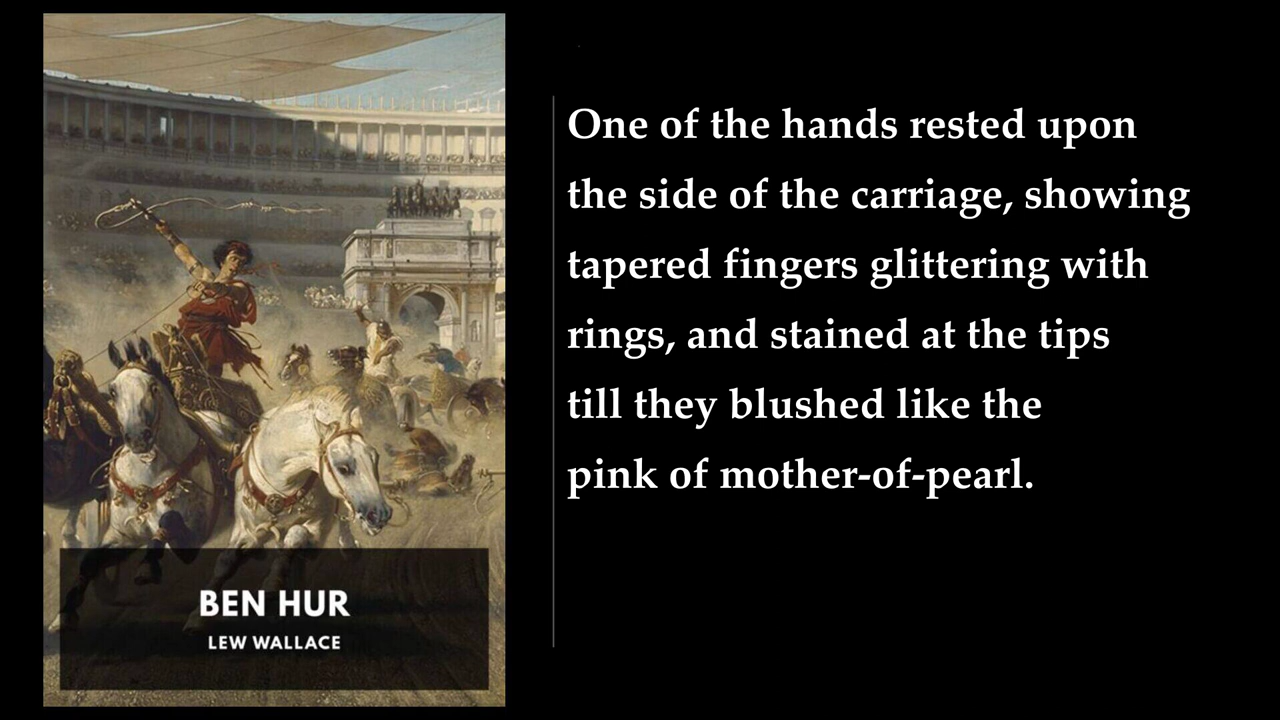 BEN HUR
LEW WALLACE
One of the hands rested upon
the side of the carriage, showing
tapered fingers glittering with
rings, and stained at the tips
till they blushed like the
pink of mother-of-pearl.